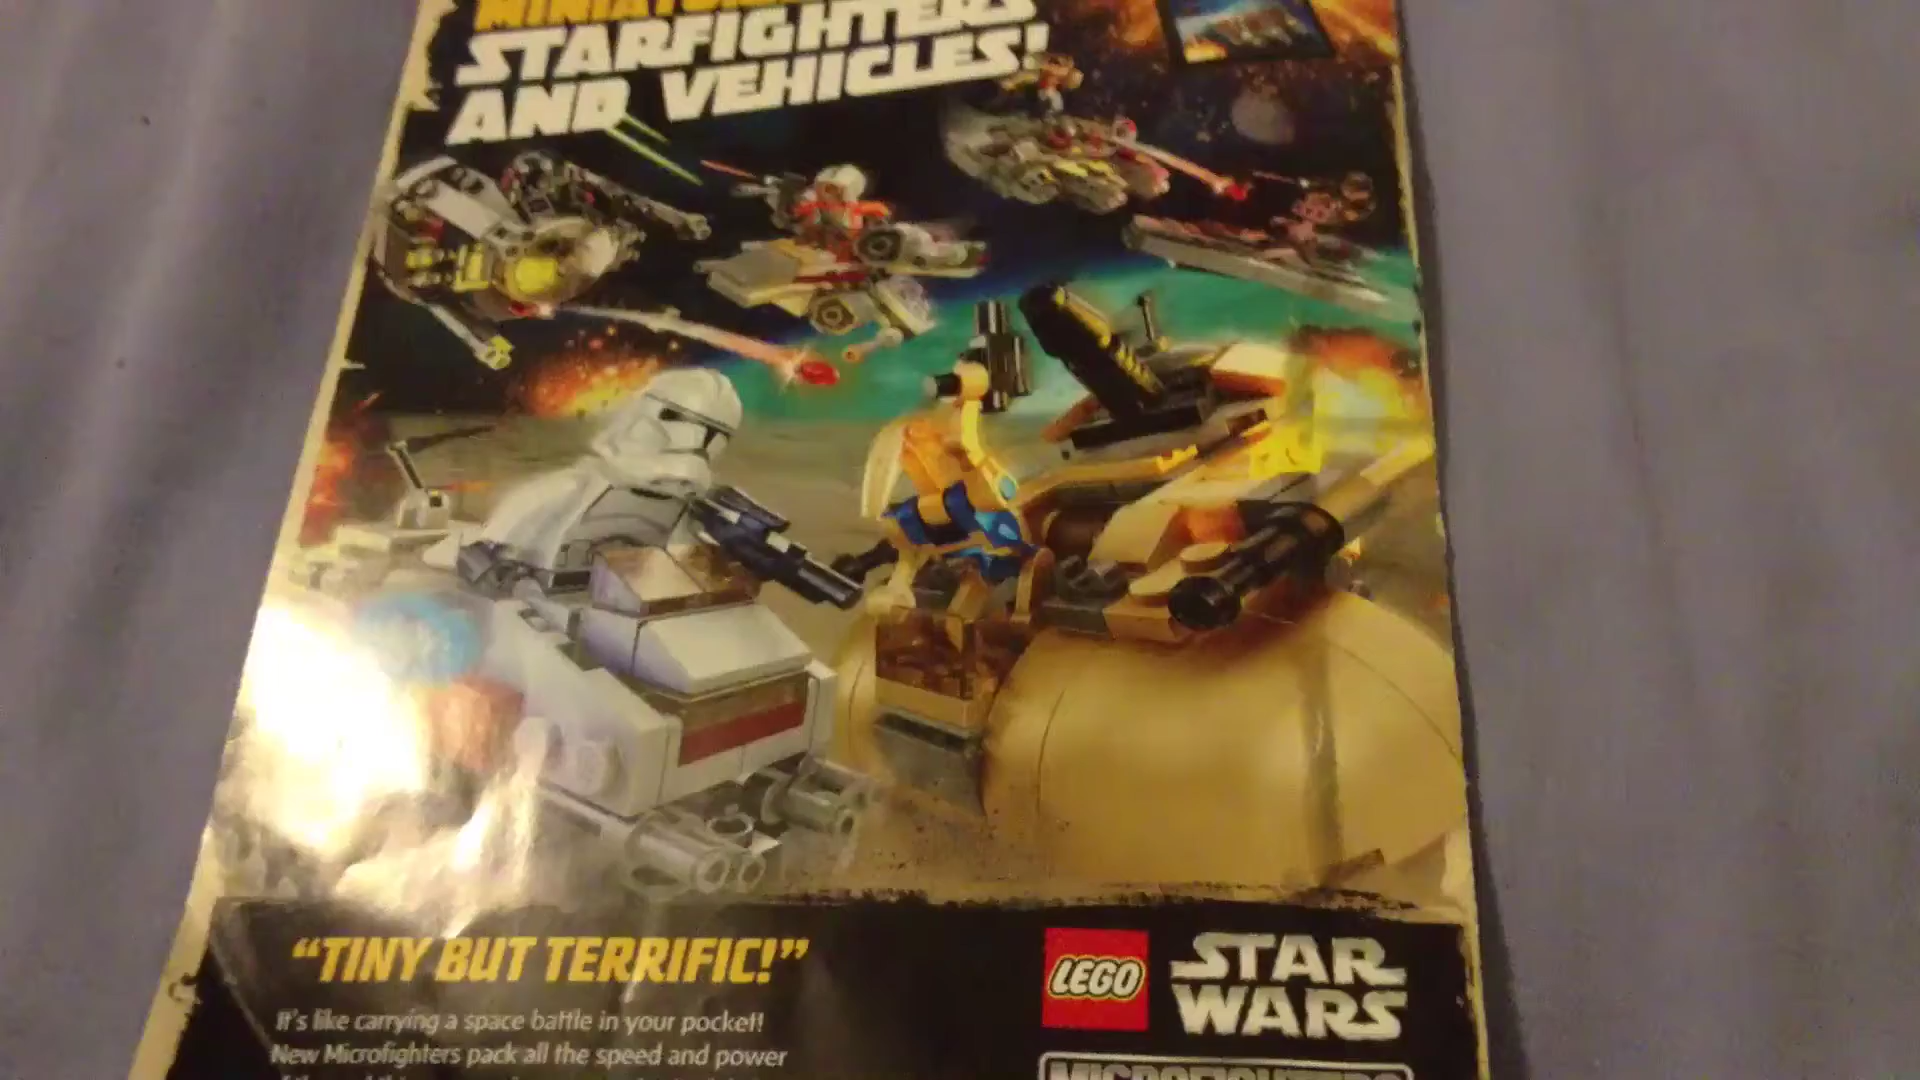 STARFIGHTERS
AND VEHICLES!
"TINY BUT TERRIFIC!"
It's like carrying a space battle in your pocket!
New Microfighters pack all the speed and power
LEGO
STAR
WARS
MICROFIGHTERS